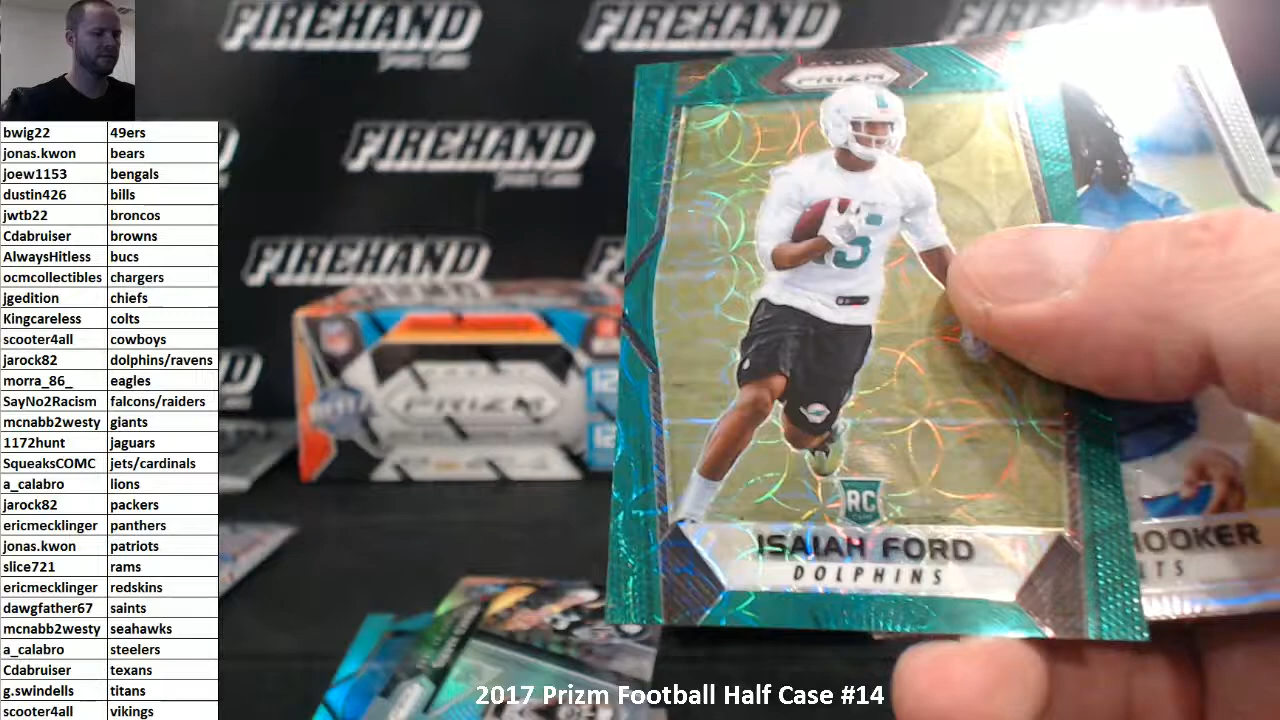 FIREHAND
FIREHAND
FIREHAND
FIREHAND
bwig22 49ers
jonas.kwon bears
joew1153 bengals
dustin426 bills
jwtb22 broncos
Cdabruiser browns
AlwaysHitless bucs
ocmcollectibles chargers
jgedition chiefs
Kingcareless colts
scooter4all cowboys
jarock82 dolphins/ravens
morra_86_ eagles
SayNo2Racism falcons/raiders
mcnabb2westy giants
1172hunt jaguars
SqueaksCOMC jets/cardinals
a_calabro lions
jarock82 packers
ericmecklinger panthers
jonas.kwon patriots
slice721 rams
ericmecklinger redskins
dawgfather67 saints
mcnabb2westy seahawks
a_calabro steelers
Cdabruiser texans
g.swindells titans
scooter4all vikings
PRIZM
PRIZM
5
RC
ISAIAH FORD
DOLPHINS
HOOKER
LTS
2017 Prizm Football Half Case #14